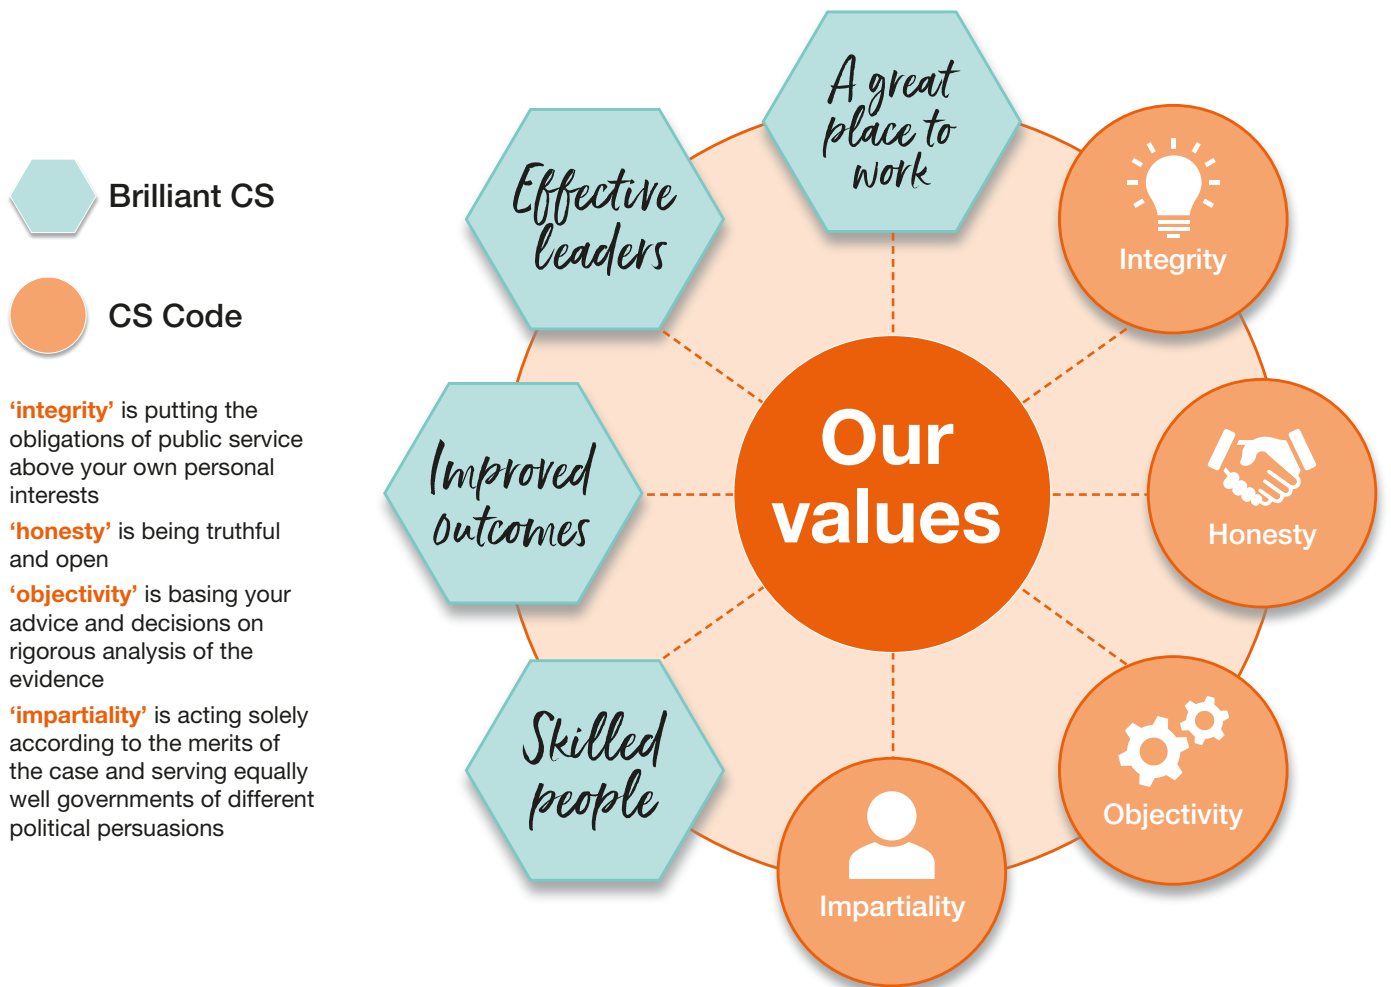 Brilliant CS
CS Code
‘integrity’ is putting the
obligations of public service
above your own personal
interests
‘honesty’ is being truthful
and open
‘objectivity’ is basing your
advice and decisions on
rigorous analysis of the
evidence
‘impartiality’ is acting solely
according to the merits of
the case and serving equally
well governments of different
political persuasions
A great
place to
work
Effective
leaders
Improved
outcomes
Skilled
people
Our
values
Integrity
Honesty
Objectivity
Impartiality